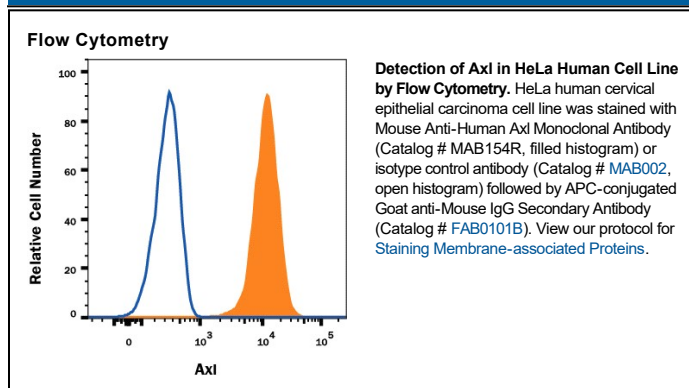 Flow Cytometry
Relative Cell Number
100
80
60
40
20
0
0
10³
10⁴
10⁵
Axl
Detection of Axl in HeLa Human Cell Line
by Flow Cytometry. HeLa human cervical
epithelial carcinoma cell line was stained with
Mouse Anti-Human Axl Monoclonal Antibody
(Catalog # MAB154R, filled histogram) or
isotype control antibody (Catalog # MAB002,
open histogram) followed by APC-conjugated
Goat anti-Mouse IgG Secondary Antibody
(Catalog # FAB0101B). View our protocol for
Staining Membrane-associated Proteins.